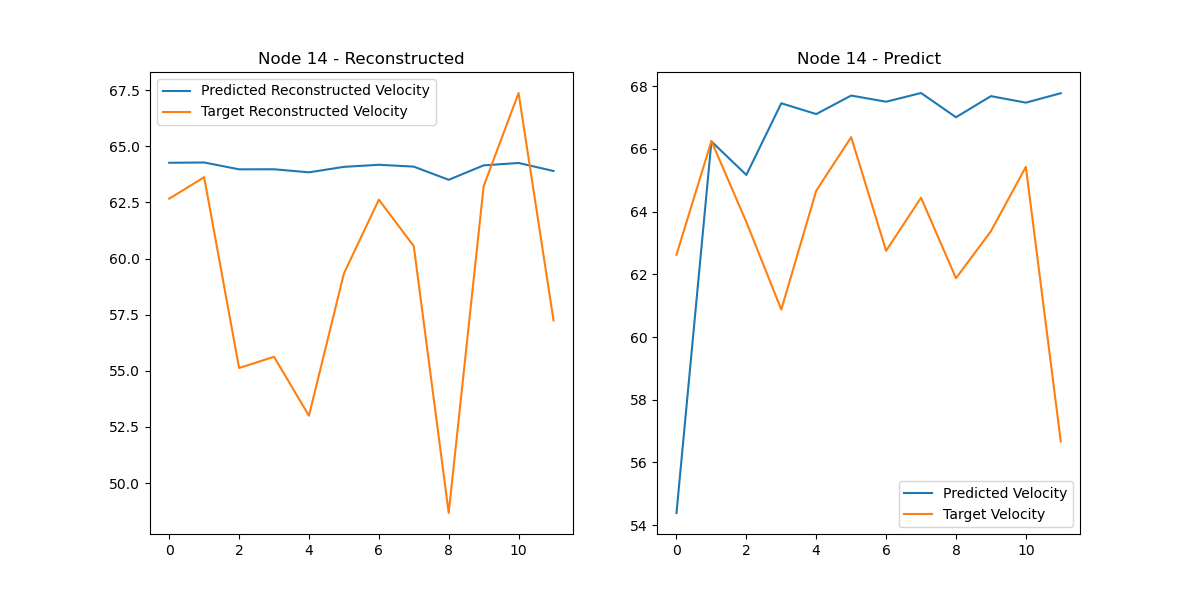 Node 14 - Reconstructed
Predicted Reconstructed Velocity
Target Reconstructed Velocity
67.5
65.0
62.5
60.0
57.5
55.0
52.5
50.0
0 2 4 6 8 10
Node 14 - Predict
68
66
64
62
60
58
56
54
Predicted Velocity
Target Velocity
0 2 4 6 8 10